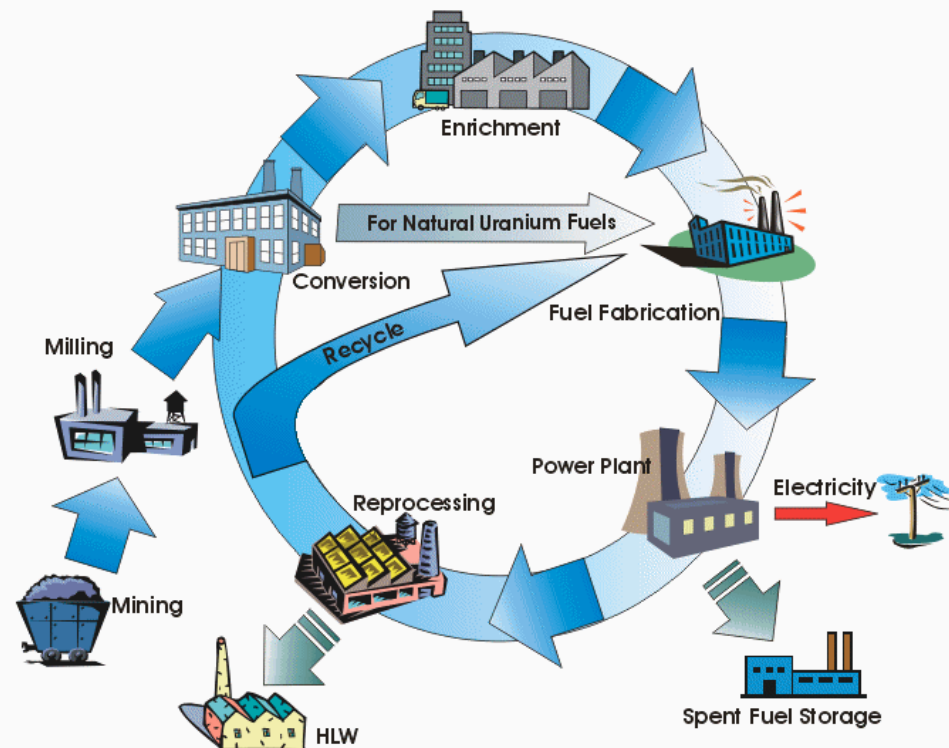 Enrichment
For Natural Uranium Fuels
Conversion
Fuel Fabrication
Recycle
Milling
Power Plant
Electricity
Reprocessing
Mining
Spent Fuel Storage
HLW